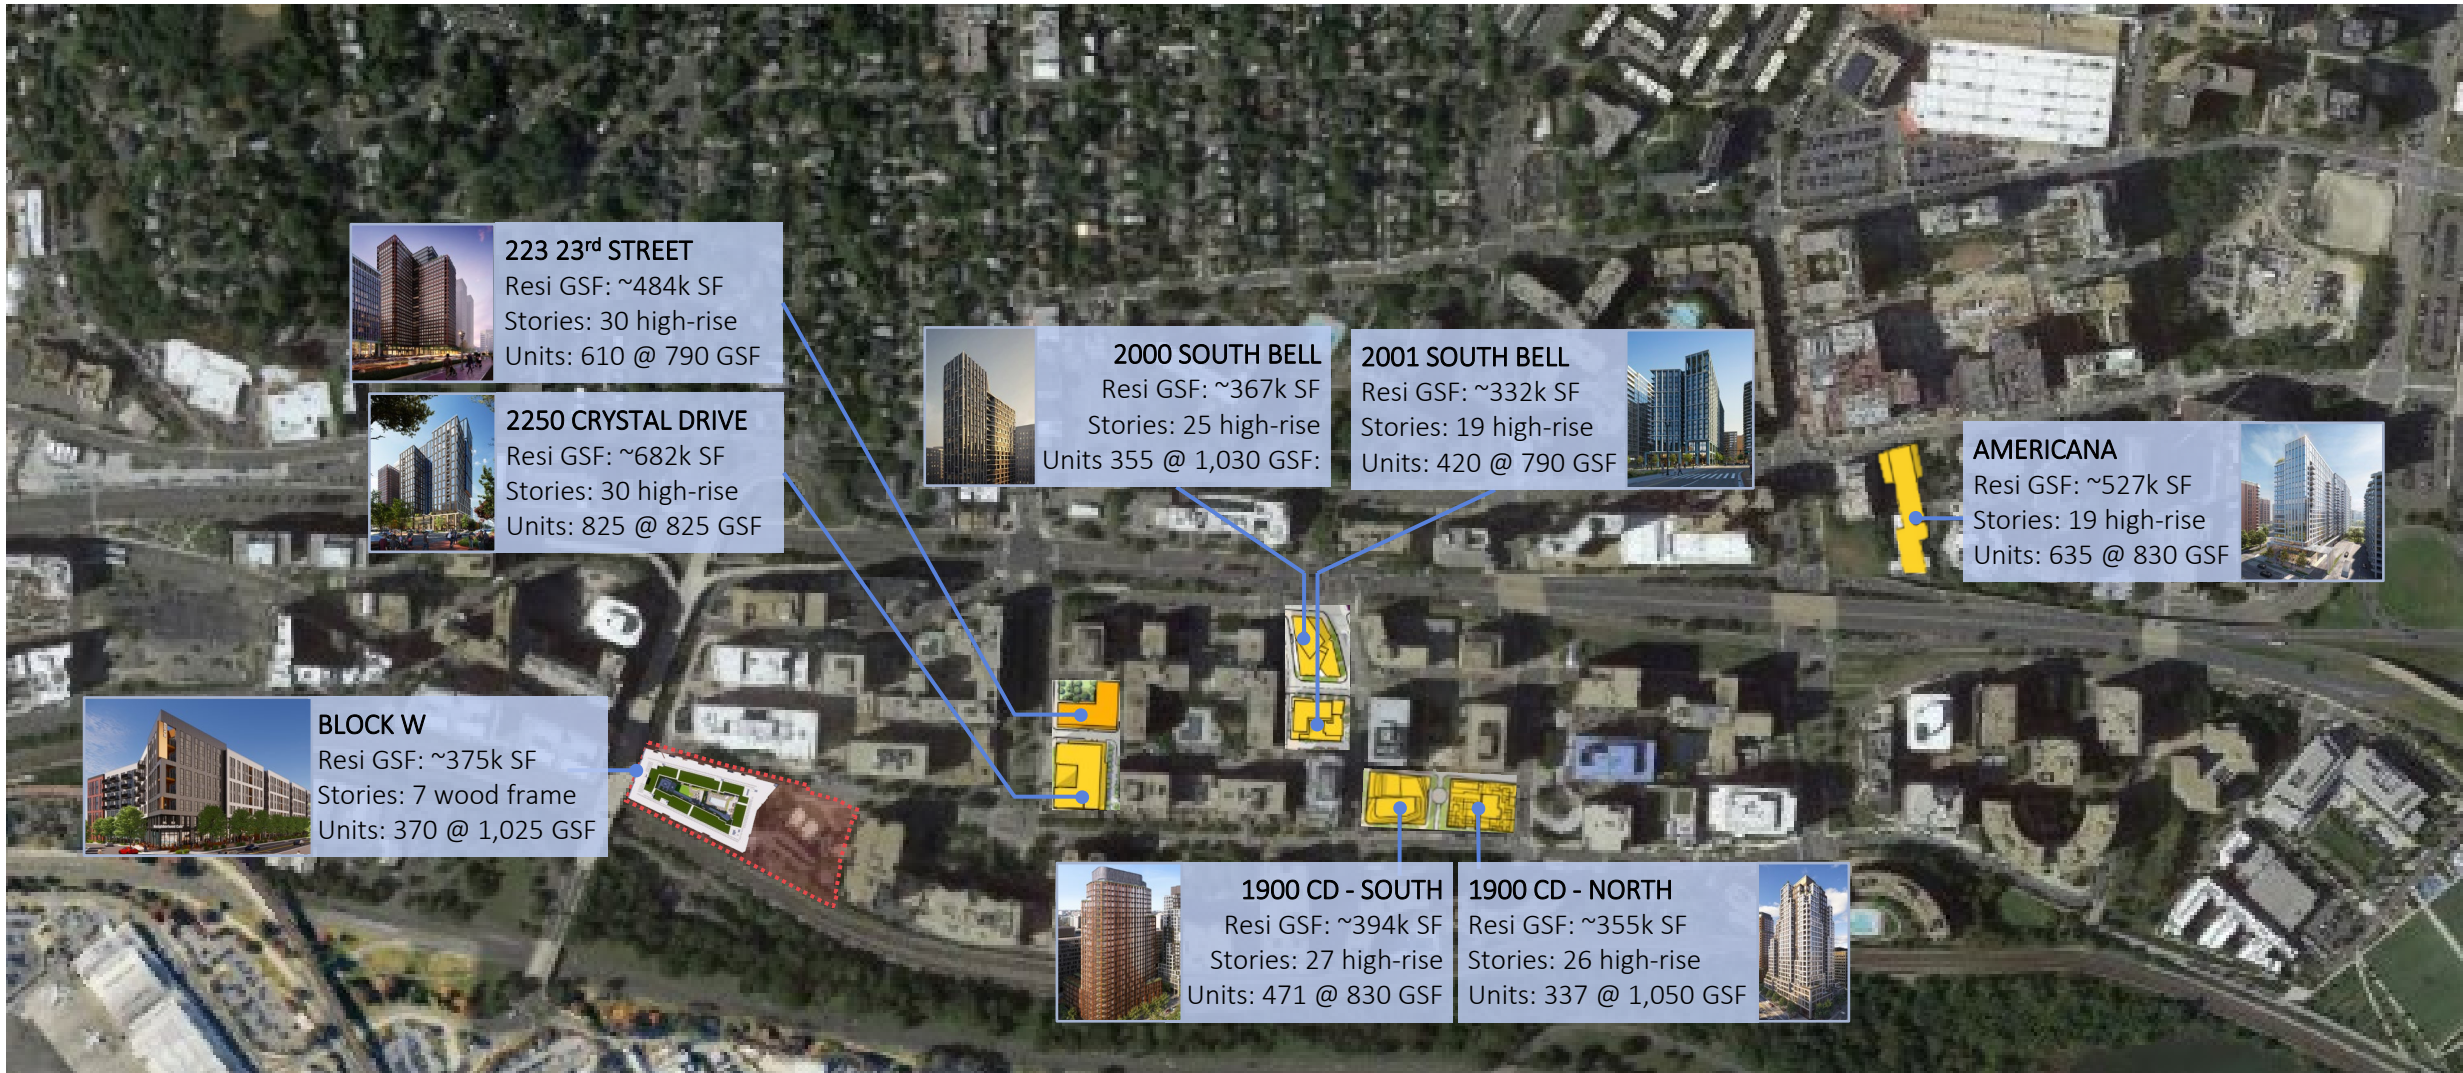 223 23rd STREET
Resi GSF: ~484k SF
Stories: 30 high-rise
Units: 610 @ 790 GSF
2250 CRYSTAL DRIVE
Resi GSF: ~682k SF
Stories: 30 high-rise
Units: 825 @ 825 GSF
2000 SOUTH BELL
Resi GSF: ~367k SF
Stories: 25 high-rise
Units 355 @ 1,030 GSF:
2001 SOUTH BELL
Resi GSF: ~332k SF
Stories: 19 high-rise
Units: 420 @ 790 GSF
AMERICANA
Resi GSF: ~527k SF
Stories: 19 high-rise
Units: 635 @ 830 GSF
BLOCK W
Resi GSF: ~375k SF
Stories: 7 wood frame
Units: 370 @ 1,025 GSF
1900 CD - SOUTH
Resi GSF: ~394k SF
Stories: 27 high-rise
Units: 471 @ 830 GSF
1900 CD - NORTH
Resi GSF: ~355k SF
Stories: 26 high-rise
Units: 337 @ 1,050 GSF